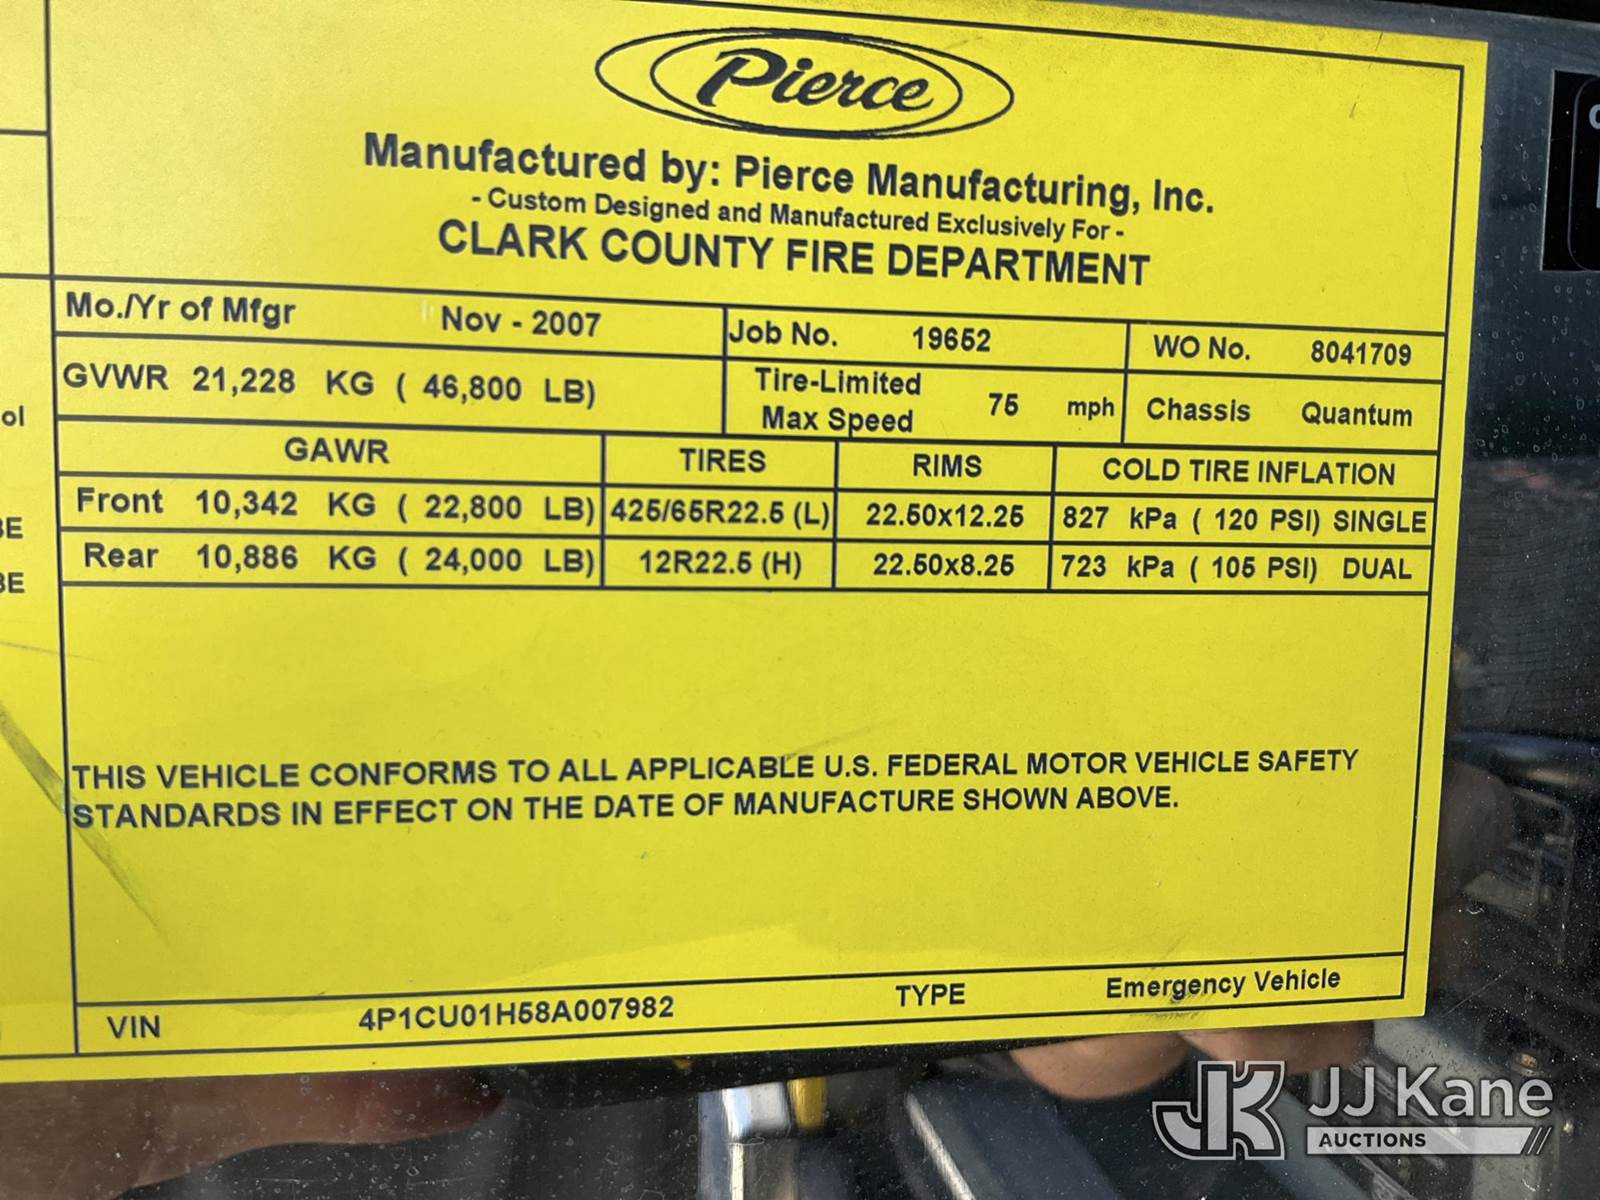 Pierce
Manufactured by: Pierce Manufacturing, Inc.
- Custom Designed and Manufactured Exclusively For -
CLARK COUNTY FIRE DEPARTMENT
Mo./Yr of Mfgr Nov - 2007 Job No. 19652 WO No. 8041709
GVWR 21,228 KG ( 46,800 LB) Tire-Limited Max Speed 75 mph Chassis Quantum
GAWR TIRES RIMS COLD TIRE INFLATION
Front 10,342 KG ( 22,800 LB) 425/65R22.5 (L) 22.50x12.25 827 kPa ( 120 PSI) SINGLE
Rear 10,886 KG ( 24,000 LB) 12R22.5 (H) 22.50x8.25 723 kPa ( 105 PSI) DUAL
THIS VEHICLE CONFORMS TO ALL APPLICABLE U.S. FEDERAL MOTOR VEHICLE SAFETY
STANDARDS IN EFFECT ON THE DATE OF MANUFACTURE SHOWN ABOVE.
VIN 4P1CU01H58A007982 TYPE Emergency Vehicle
JK JJ Kane
AUCTIONS